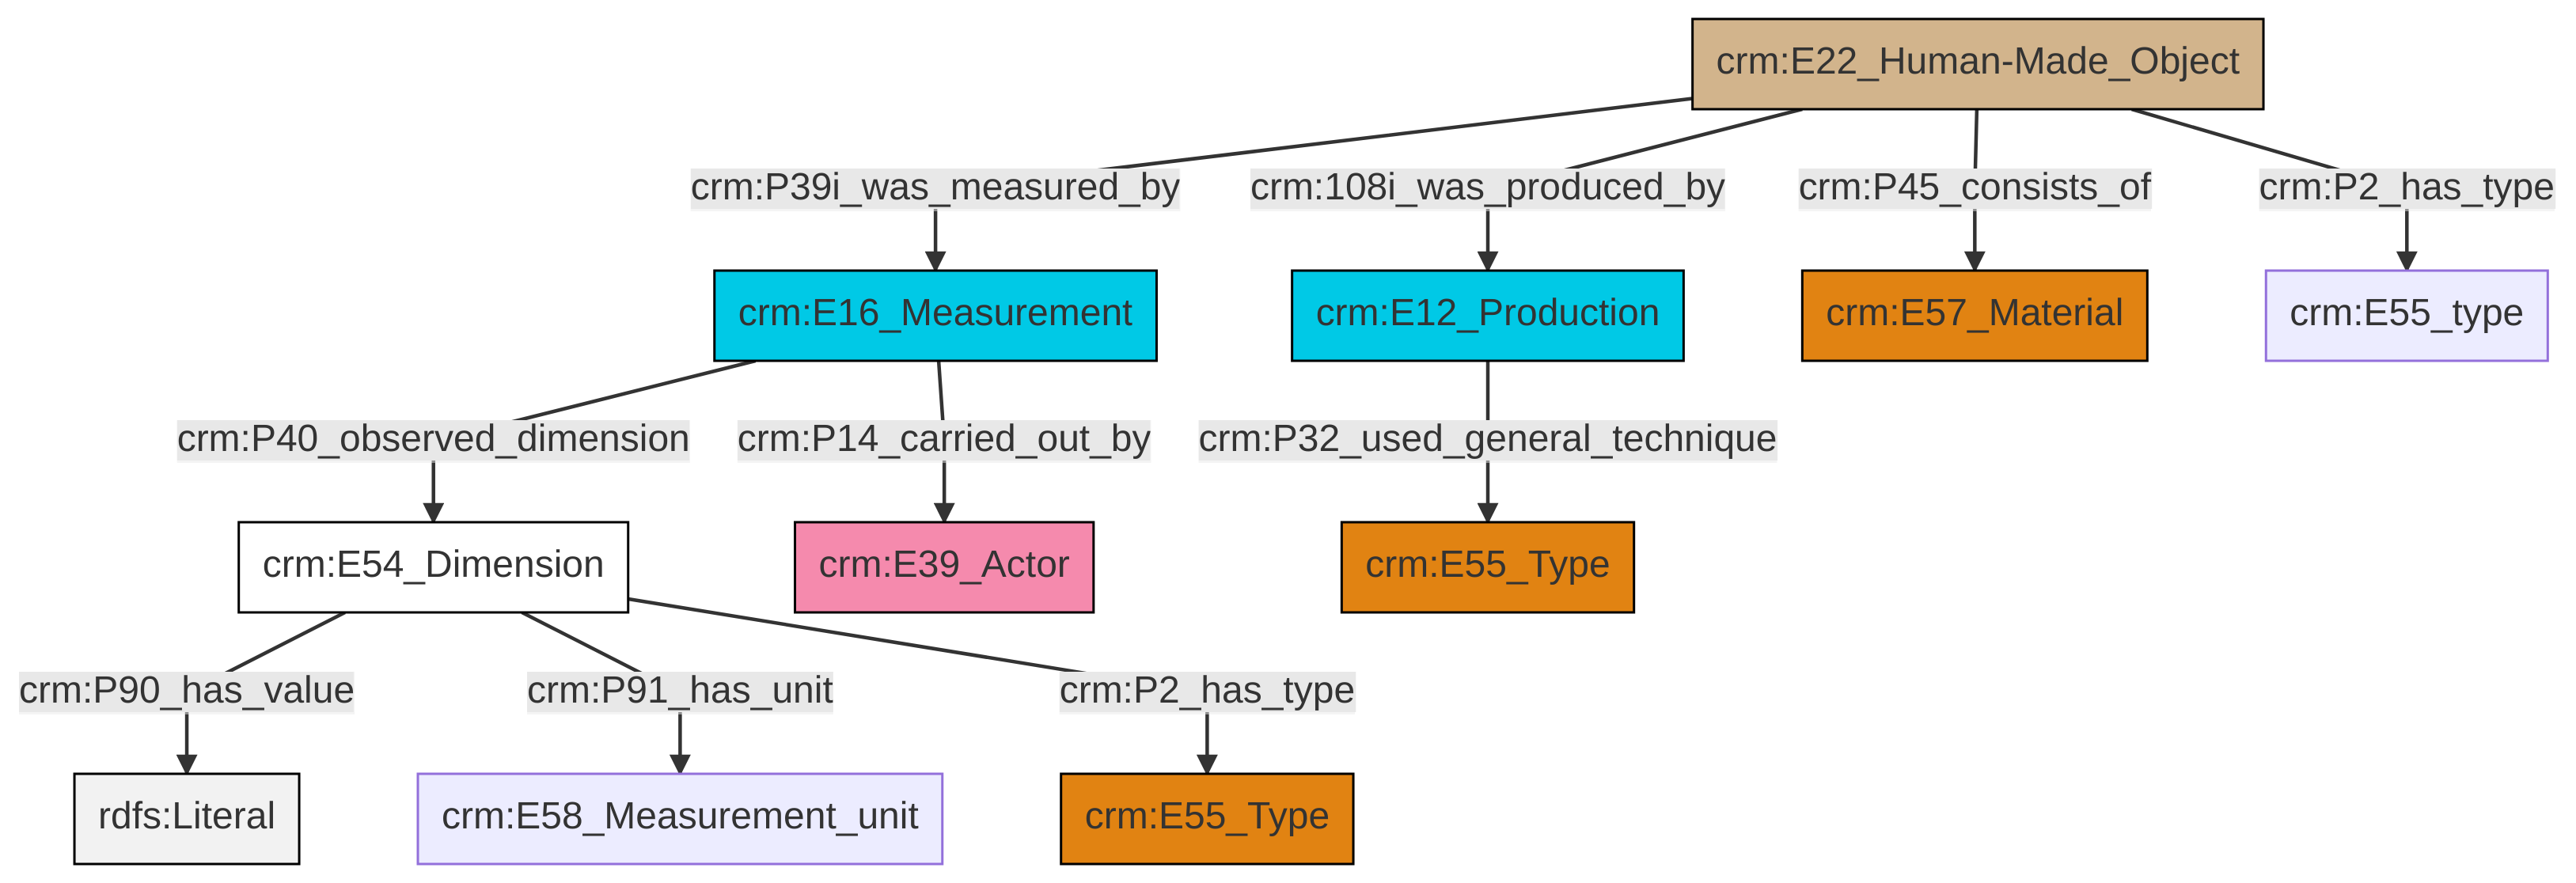 crm:E22_Human-Made_Object
crm:P39i_was_measured_by
crm:108i_was_produced_by
crm:P45_consists_of
crm:P2_has_type
crm:E16_Measurement
crm:E12_Production
crm:E57_Material
crm:E55_type
crm:P40_observed_dimension
crm:P14_carried_out_by
crm:P32_used_general_technique
crm:E54_Dimension
crm:E39_Actor
crm:E55_Type
crm:P90_has_value
crm:P91_has_unit
crm:P2_has_type
rdfs:Literal
crm:E58_Measurement_unit
crm:E55_Type